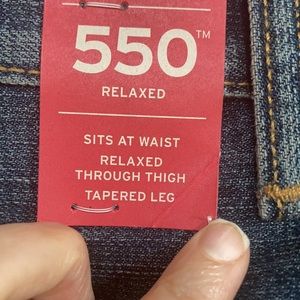 550™
RELAXED
SITS AT WAIST
RELAXED
THROUGH THIGH
TAPERED LEG